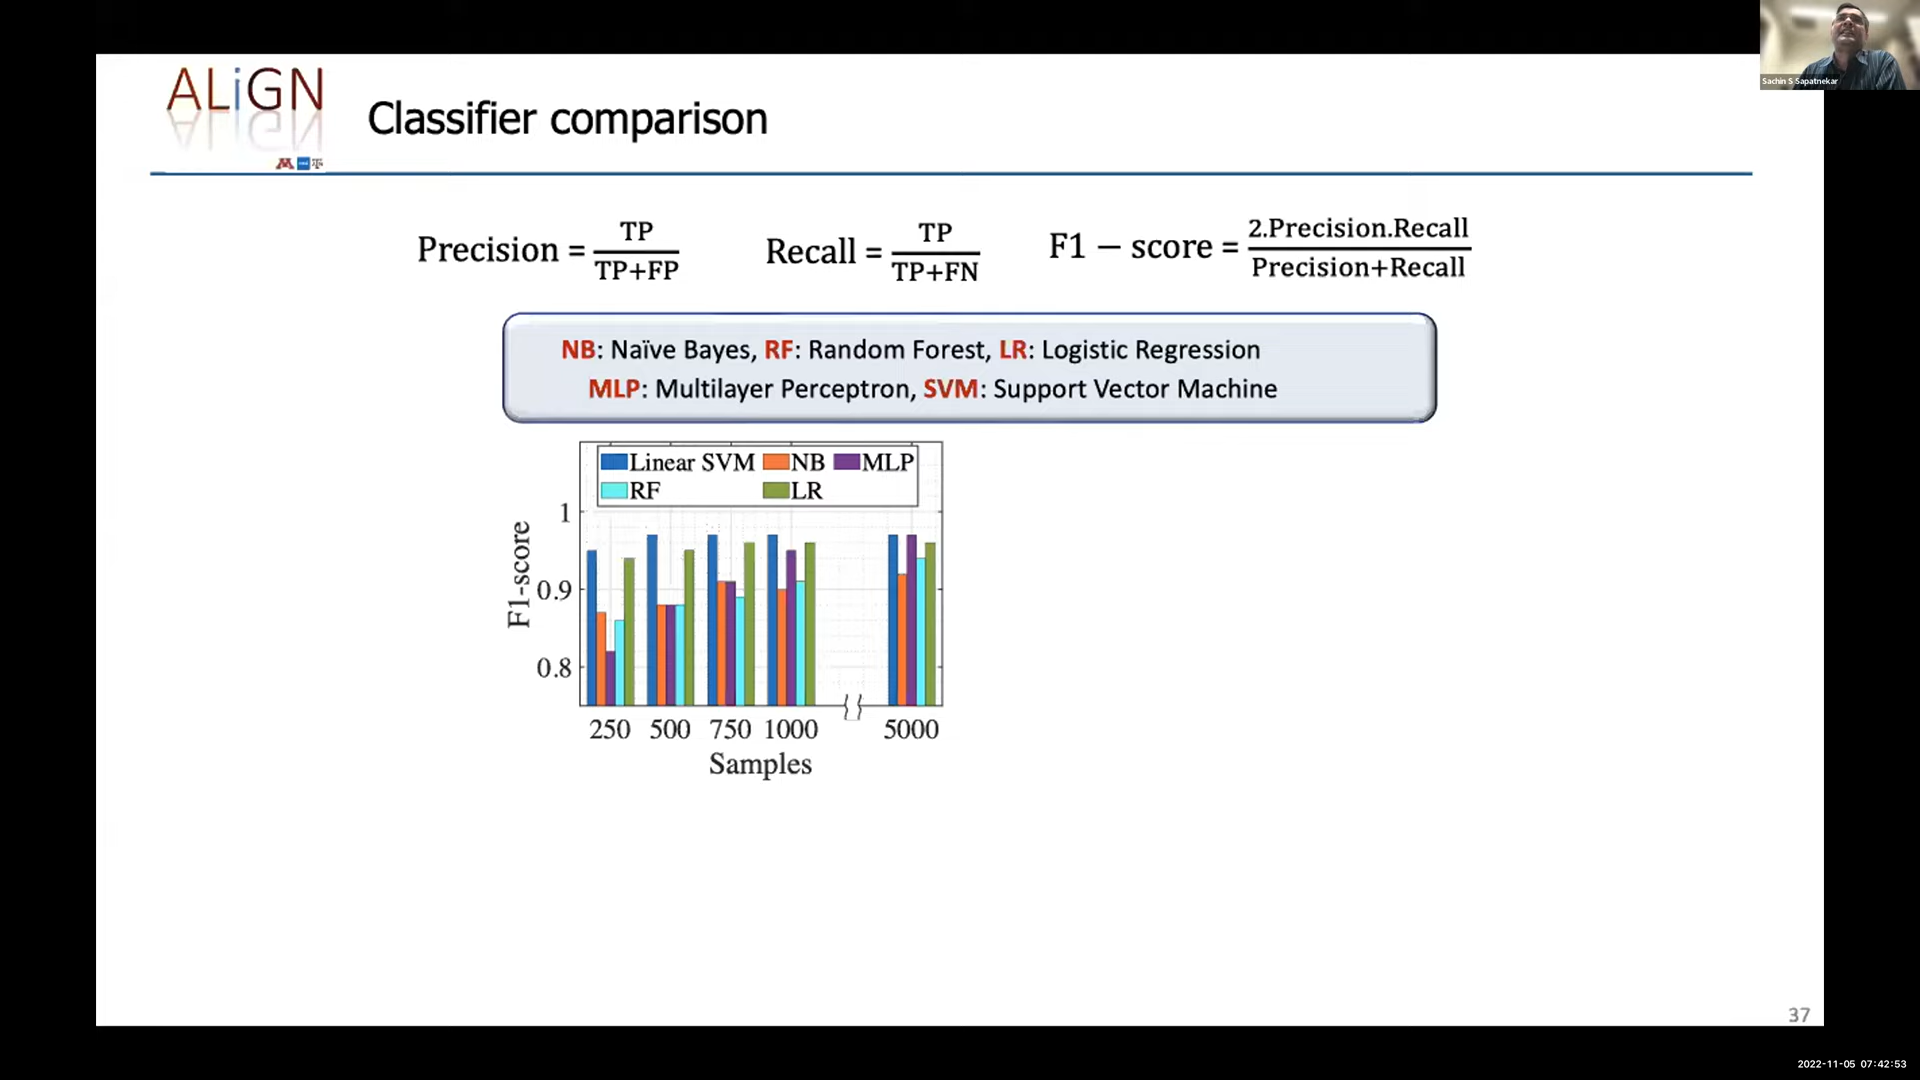 Sachin S Sapatnekar
ALiGN
Classifier comparison
Precision = TP/TP+FP Recall = TP/TP+FN F1 − score = 2.Precision.Recall/Precision+Recall
NB: Naïve Bayes, RF: Random Forest, LR: Logistic Regression
MLP: Multilayer Perceptron, SVM: Support Vector Machine
Linear SVM NB MLP
RF LR
1
0.9
0.8
F1-score
250 500 750 1000 5000
Samples
37
2022-11-05 07:42:53